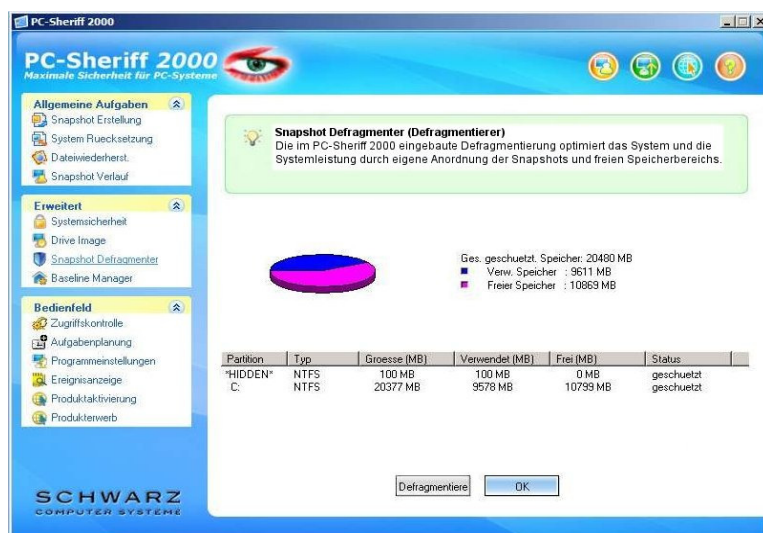 PC-Sheriff 2000
PC-Sheriff 2000
Maximale Sicherheit für PC-Systeme
Allgemeine Aufgaben
Snapshot Erstellung
System Ruecksetzung
Dateiwiederherst.
Snapshot Verlauf
Erweitert
Systemsicherheit
Drive Image
Snapshot Defragmenter
Baseline Manager
Bedienfeld
Zugriffskontrolle
Aufgabenplanung
Programmeinstellungen
Ereignisanzeige
Produktaktivierung
Produkterwerb
SCHWARZ
COMPUTER SYSTEME
Snapshot Defragmenter (Defragmentierer)
Die im PC-Sheriff 2000 eingebaute Defragmentierung optimiert das System und die
Systemleistung durch eigene Anordnung der Snapshots und freien Speicherbereichs.
Ges. geschuetzt. Speicher: 20480 MB
Verw. Speicher : 9611 MB
Freier Speicher : 10869 MB
Partition Typ Groesse (MB) Verwendet (MB) Frei (MB) Status
*HIDDEN* NTFS 100 MB 100 MB 0 MB geschuetzt
C: NTFS 20377 MB 9578 MB 10799 MB geschuetzt
Defragmentiere OK